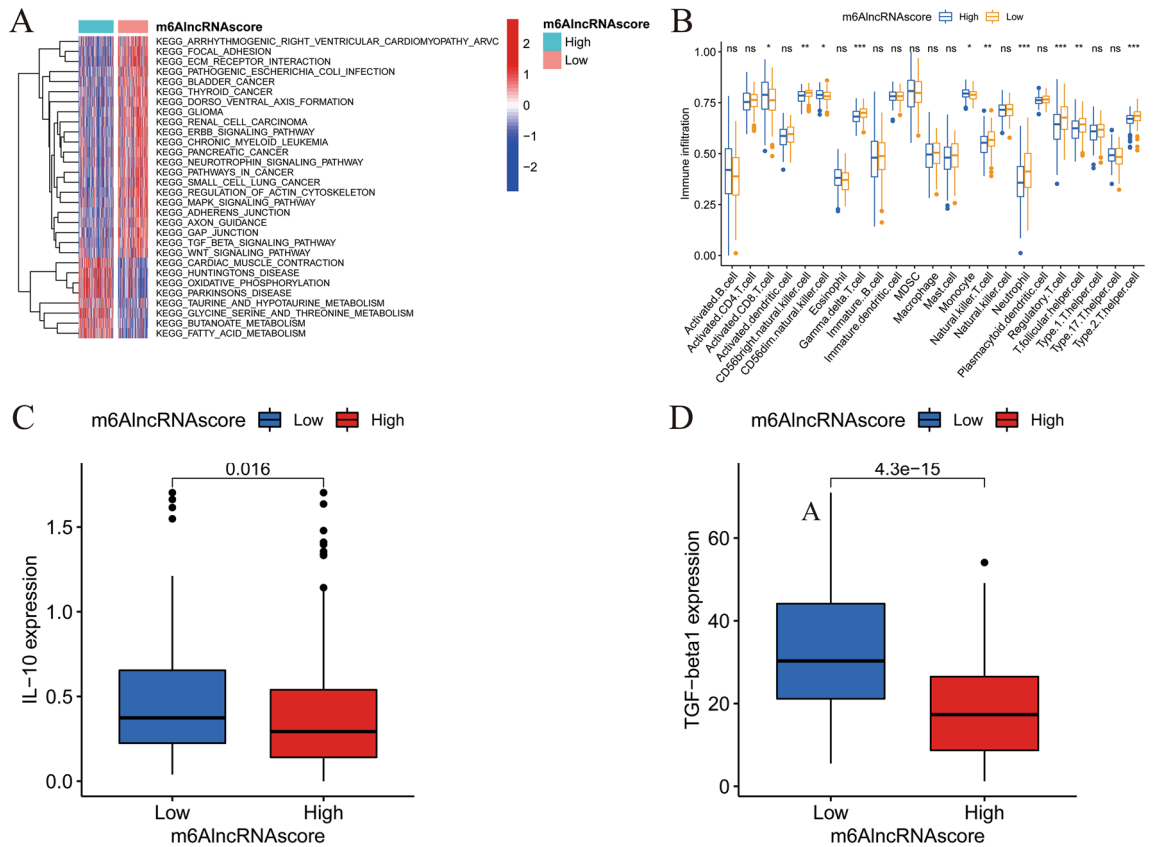 A
m6AlncRNAscore
KEGG_ARRHYTHMOGENIC_RIGHT_VENTRICULAR_CARDIOMYOPATHY_ARVC
KEGG_FOCAL_ADHESION
KEGG_ECM_RECEPTOR_INTERACTION
KEGG_PATHOGENIC_ESCHERICHIA_COLI_INFECTION
KEGG_BLADDER_CANCER
KEGG_THYROID_CANCER
KEGG_DORSO_VENTRAL_AXIS_FORMATION
KEGG_GLIOMA
KEGG_RENAL_CELL_CARCINOMA
KEGG_ERBB_SIGNALING_PATHWAY
KEGG_CHRONIC_MYELOID_LEUKEMIA
KEGG_PANCREATIC_CANCER
KEGG_NEUROTROPHIN_SIGNALING_PATHWAY
KEGG_PATHWAYS_IN_CANCER
KEGG_SMALL_CELL_LUNG_CANCER
KEGG_REGULATION_OF_ACTIN_CYTOSKELETON
KEGG_MAPK_SIGNALING_PATHWAY
KEGG_ADHERENS_JUNCTION
KEGG_AXON_GUIDANCE
KEGG_GAP_JUNCTION
KEGG_TGF_BETA_SIGNALING_PATHWAY
KEGG_WNT_SIGNALING_PATHWAY
KEGG_CARDIAC_MUSCLE_CONTRACTION
KEGG_HUNTINGTONS_DISEASE
KEGG_OXIDATIVE_PHOSPHORYLATION
KEGG_PARKINSONS_DISEASE
KEGG_TAURINE_AND_HYPOTAURINE_METABOLISM
KEGG_GLYCINE_SERINE_AND_THREONINE_METABOLISM
KEGG_BUTANOATE_METABOLISM
KEGG_FATTY_ACID_METABOLISM
2
1
0
−1
−2
m6AlncRNAscore
High
Low
B
m6AlncRNAscore High Low
ns ns * ns ** * ns *** ns ns ns ns ns * ** ns *** ns *** ** ns ns ***
1.00
0.75
0.50
0.25
0.00
Immune infiltration
Activated.B.cell
Activated.CD4.T.cell
Activated.CD8.T.cell
Activated.dendritic.cell
CD56bright.natural.killer.cell
CD56dim.natural.killer.cell
Eosinophil
Gamma.delta.T.cell
Immature..B.cell
Immature.dendritic.cell
MDSC
Macrophage
Mast.cell
Monocyte
Natural.killer.T.cell
Natural.killer.cell
Neutrophil
Plasmacytoid.dendritic.cell
Regulatory.T.cell
T.follicular.helper.cell
Type.1.T.helper.cell
Type.17.T.helper.cell
Type.2.T.helper.cell
C
m6AlncRNAscore Low High
0.016
1.5
1.0
0.5
0.0
IL−10 expression
Low High
m6AlncRNAscore
D
m6AlncRNAscore Low High
4.3e−15
A
60
40
20
0
TGF−beta1 expression
Low High
m6AlncRNAscore